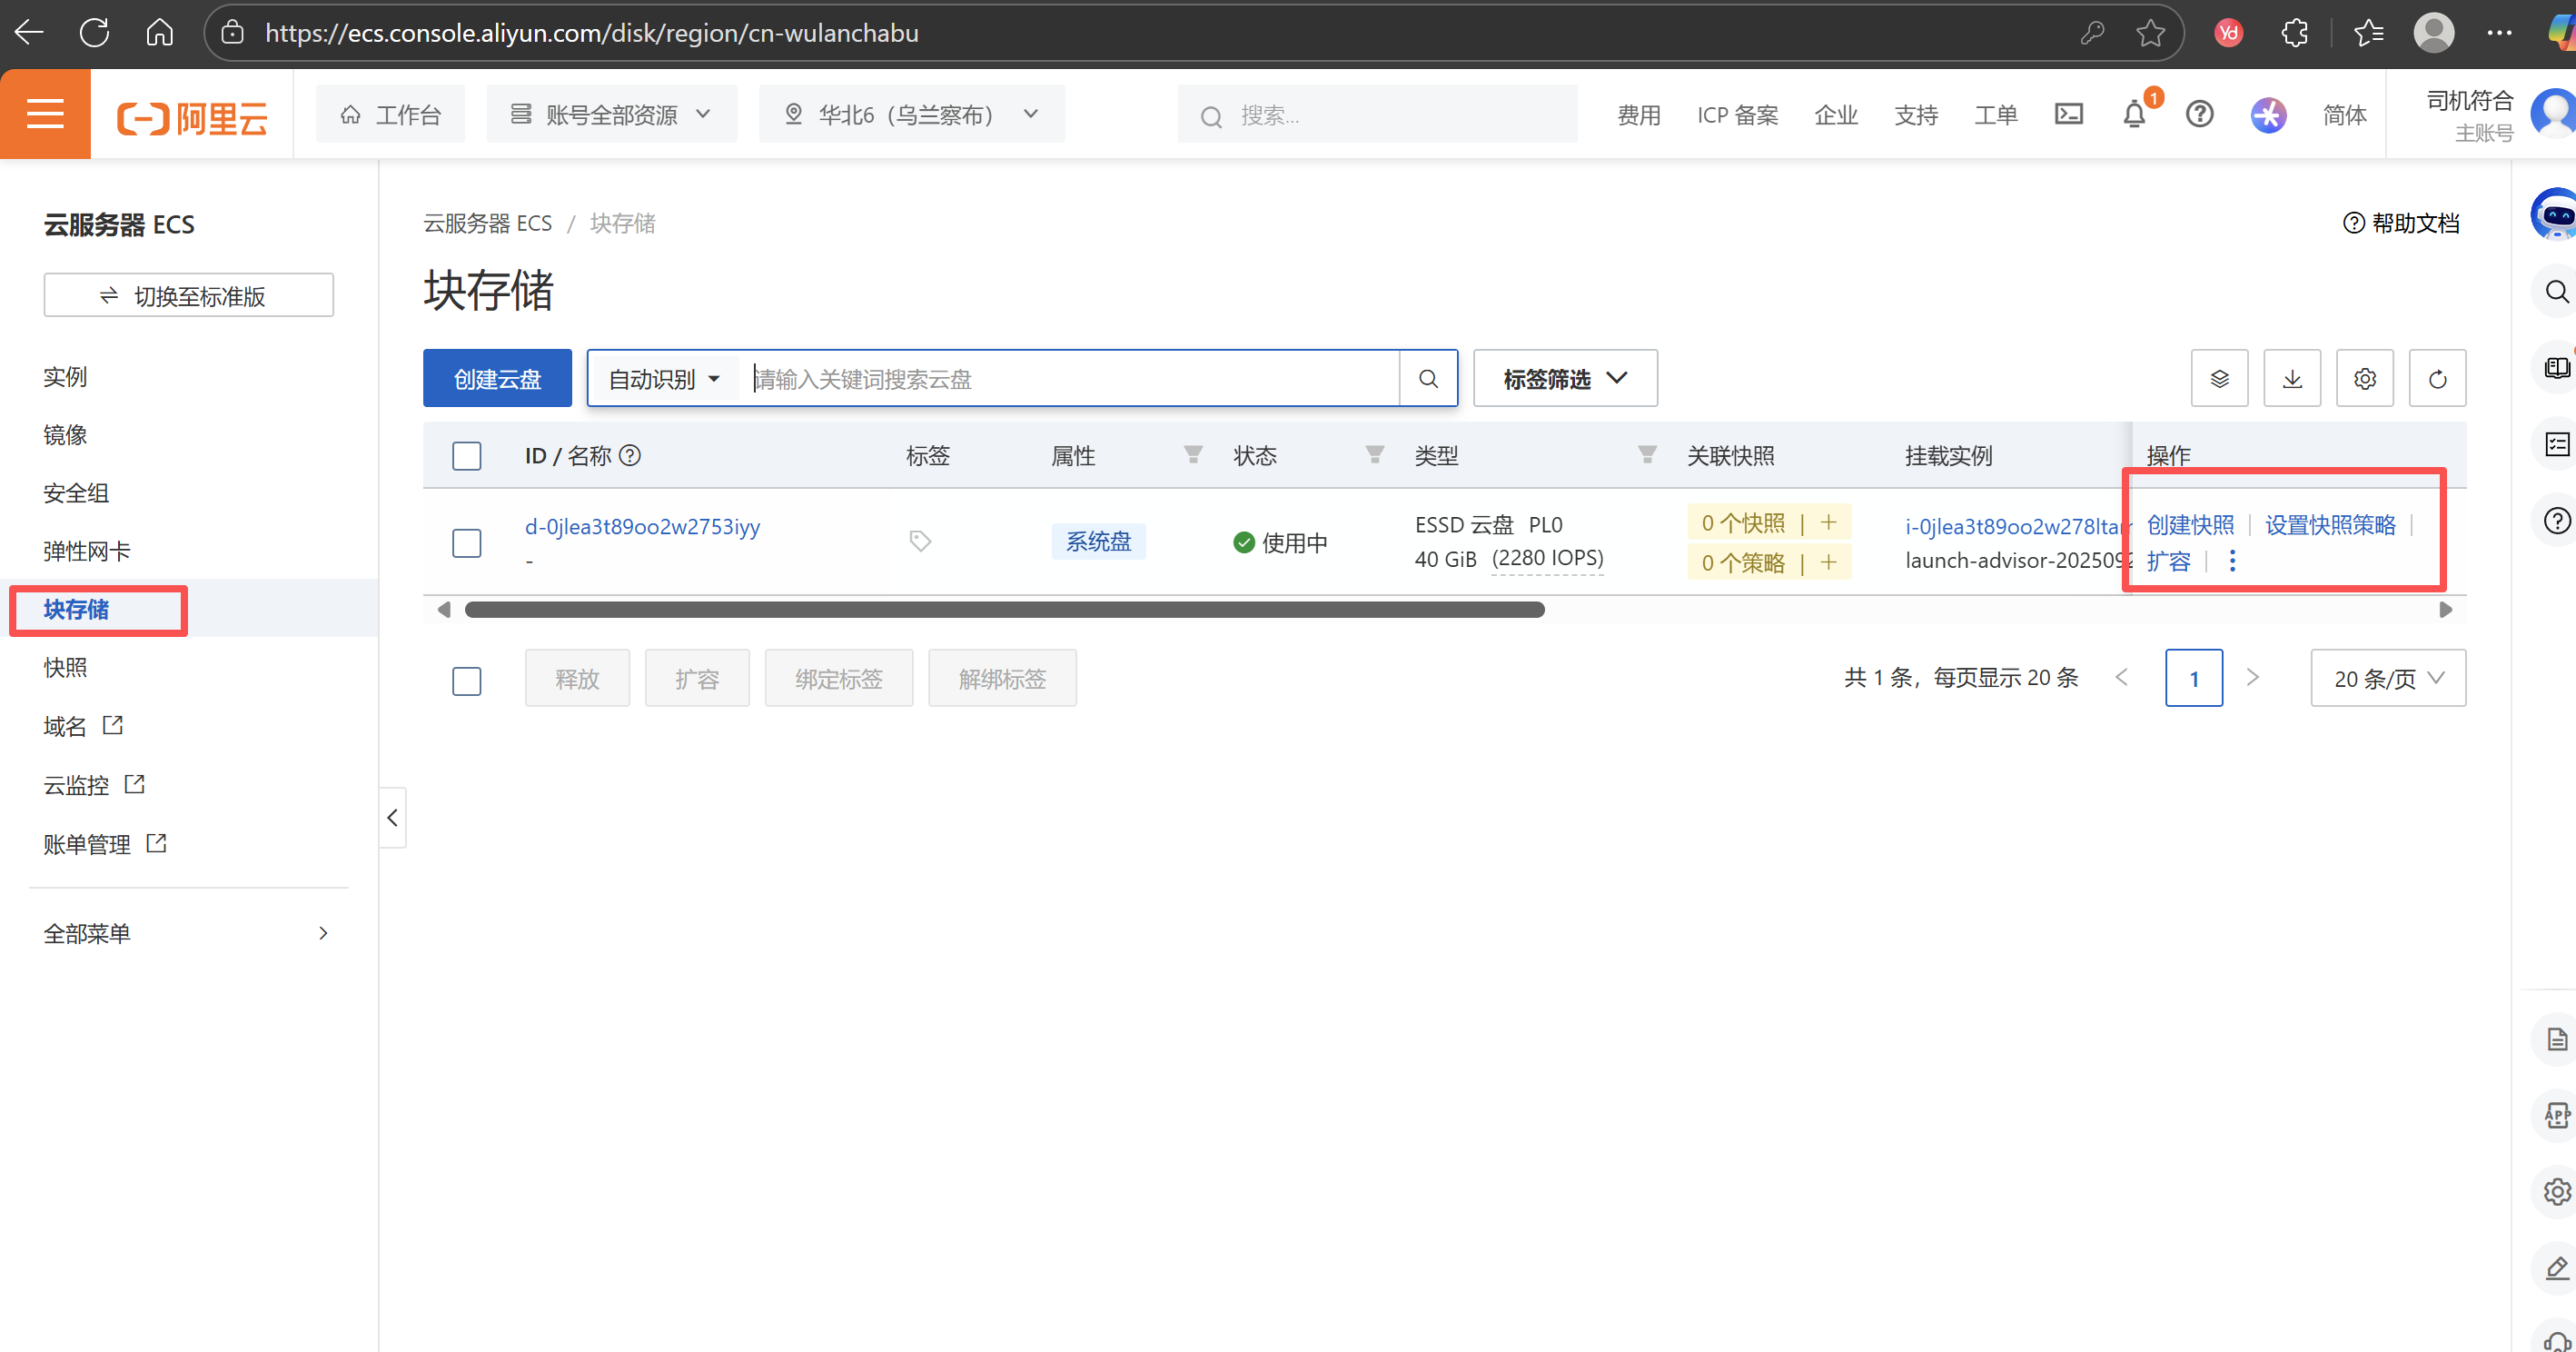 https://ecs.console.aliyun.com/disk/region/cn-wulanchabu
yd
阿里云
工作台
账号全部资源
华北6（乌兰察布）
搜索...
费用
ICP 备案
企业
支持
工单
1
简体
司机符合
主账号
云服务器 ECS
切换至标准版
实例
镜像
安全组
弹性网卡
块存储
快照
域名
云监控
账单管理
全部菜单
云服务器 ECS / 块存储
帮助文档
块存储
创建云盘
自动识别
请输入关键词搜索云盘
标签筛选
ID / 名称 标签 属性 状态 类型 关联快照 挂载实例 操作
d-0jlea3t89oo2w2753iyy
-
系统盘
使用中
ESSD 云盘 PL0
40 GiB (2280 IOPS)
0 个快照 | +
0 个策略 | +
i-0jlea3t89oo2w278ltam
launch-advisor-2025092
创建快照 | 设置快照策略 |
扩容 |
释放
扩容
绑定标签
解绑标签
共 1 条，每页显示 20 条
1
20 条/页
APP